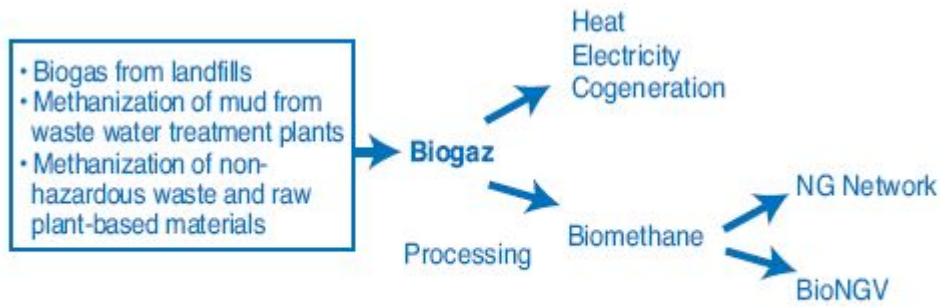 • Biogas from landfills
• Methanization of mud from
waste water treatment plants
• Methanization of non-
hazardous waste and raw
plant-based materials
Biogaz
Heat
Electricity
Cogeneration
Processing
Biomethane
NG Network
BioNGV